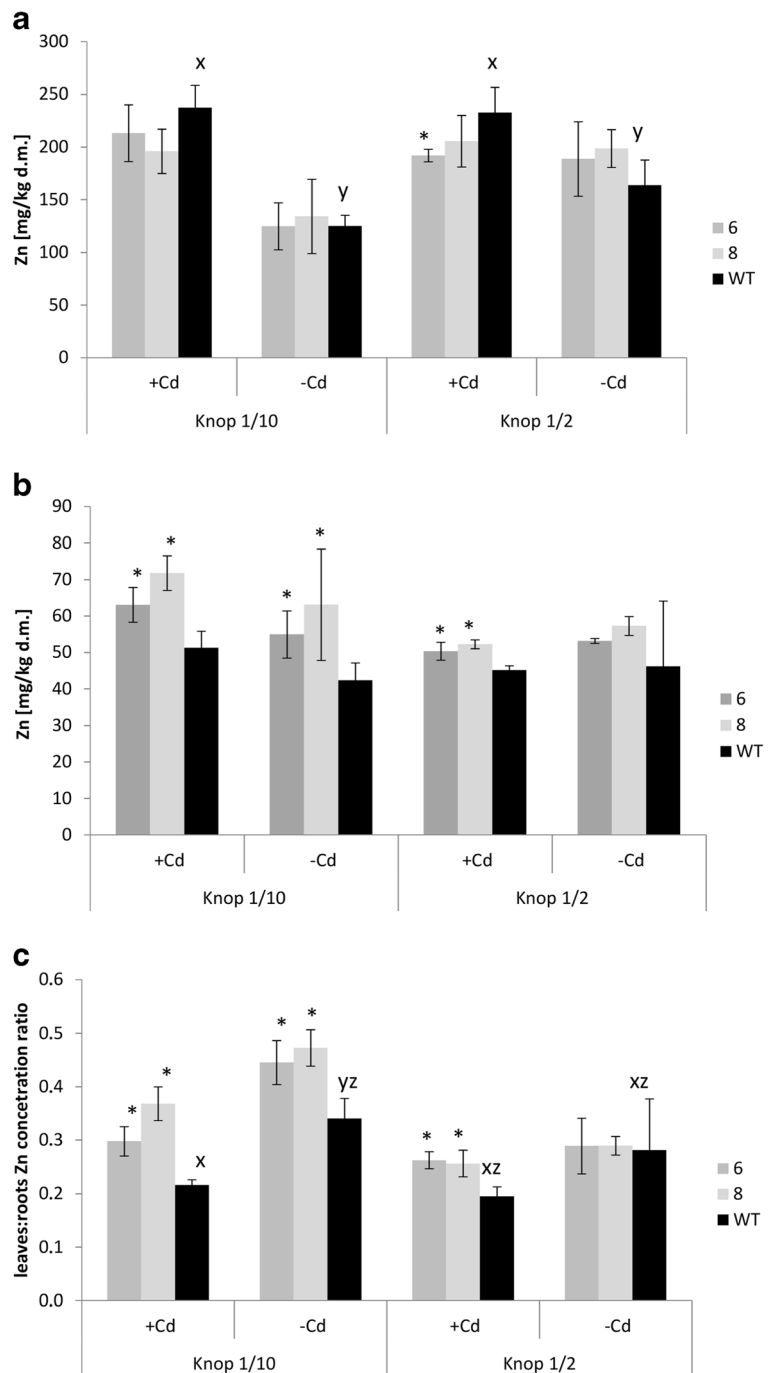 a
300
250
200
150
100
50
0
Zn [mg/kg d.m.]
x
y
*
x
y
6
8
WT
+Cd -Cd +Cd -Cd
Knop 1/10 Knop 1/2
b
90
80
70
60
50
40
30
20
10
0
Zn [mg/kg d.m.]
* * * * * *
6
8
WT
+Cd -Cd +Cd -Cd
Knop 1/10 Knop 1/2
c
0.6
0.5
0.4
0.3
0.2
0.1
0.0
leaves:roots Zn concetration ratio
* * x * * yz * * xz xz
6
8
WT
+Cd -Cd +Cd -Cd
Knop 1/10 Knop 1/2